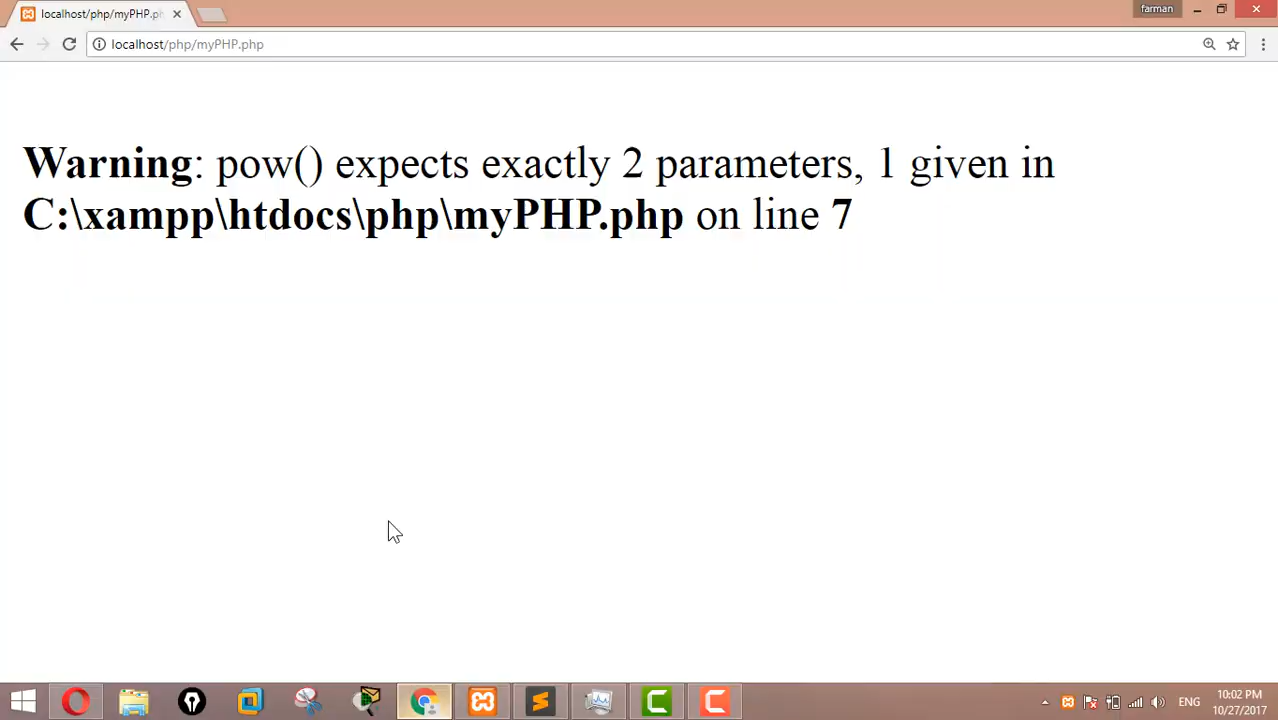 localhost/php/myPHP.ph
farman
localhost/php/myPHP.php
Warning: pow() expects exactly 2 parameters, 1 given in
C:\xampp\htdocs\php\myPHP.php on line 7
ENG
10:02 PM
10/27/2017